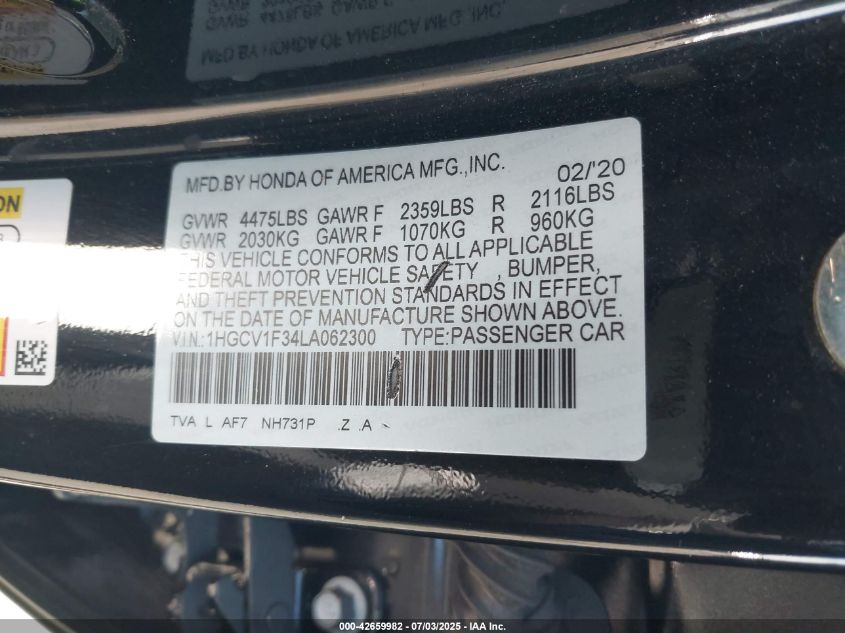 MFD.BY HONDA OF AMERICA MFG.,INC. 02/'20
GVWR 4475LBS GAWR F 2359LBS R 2116LBS
GVWR 2030KG GAWR F 1070KG R 960KG
THIS VEHICLE CONFORMS TO ALL APPLICABLE
FEDERAL MOTOR VEHICLE SAFETY , BUMPER,
AND THEFT PREVENTION STANDARDS IN EFFECT
ON THE DATE OF MANUFACTURE SHOWN ABOVE.
VIN:1HGCV1F34LA062300 TYPE:PASSENGER CAR
TVA L AF7 NH731P .Z .A
000-42659982 - 07/03/2025 - IAA Inc.